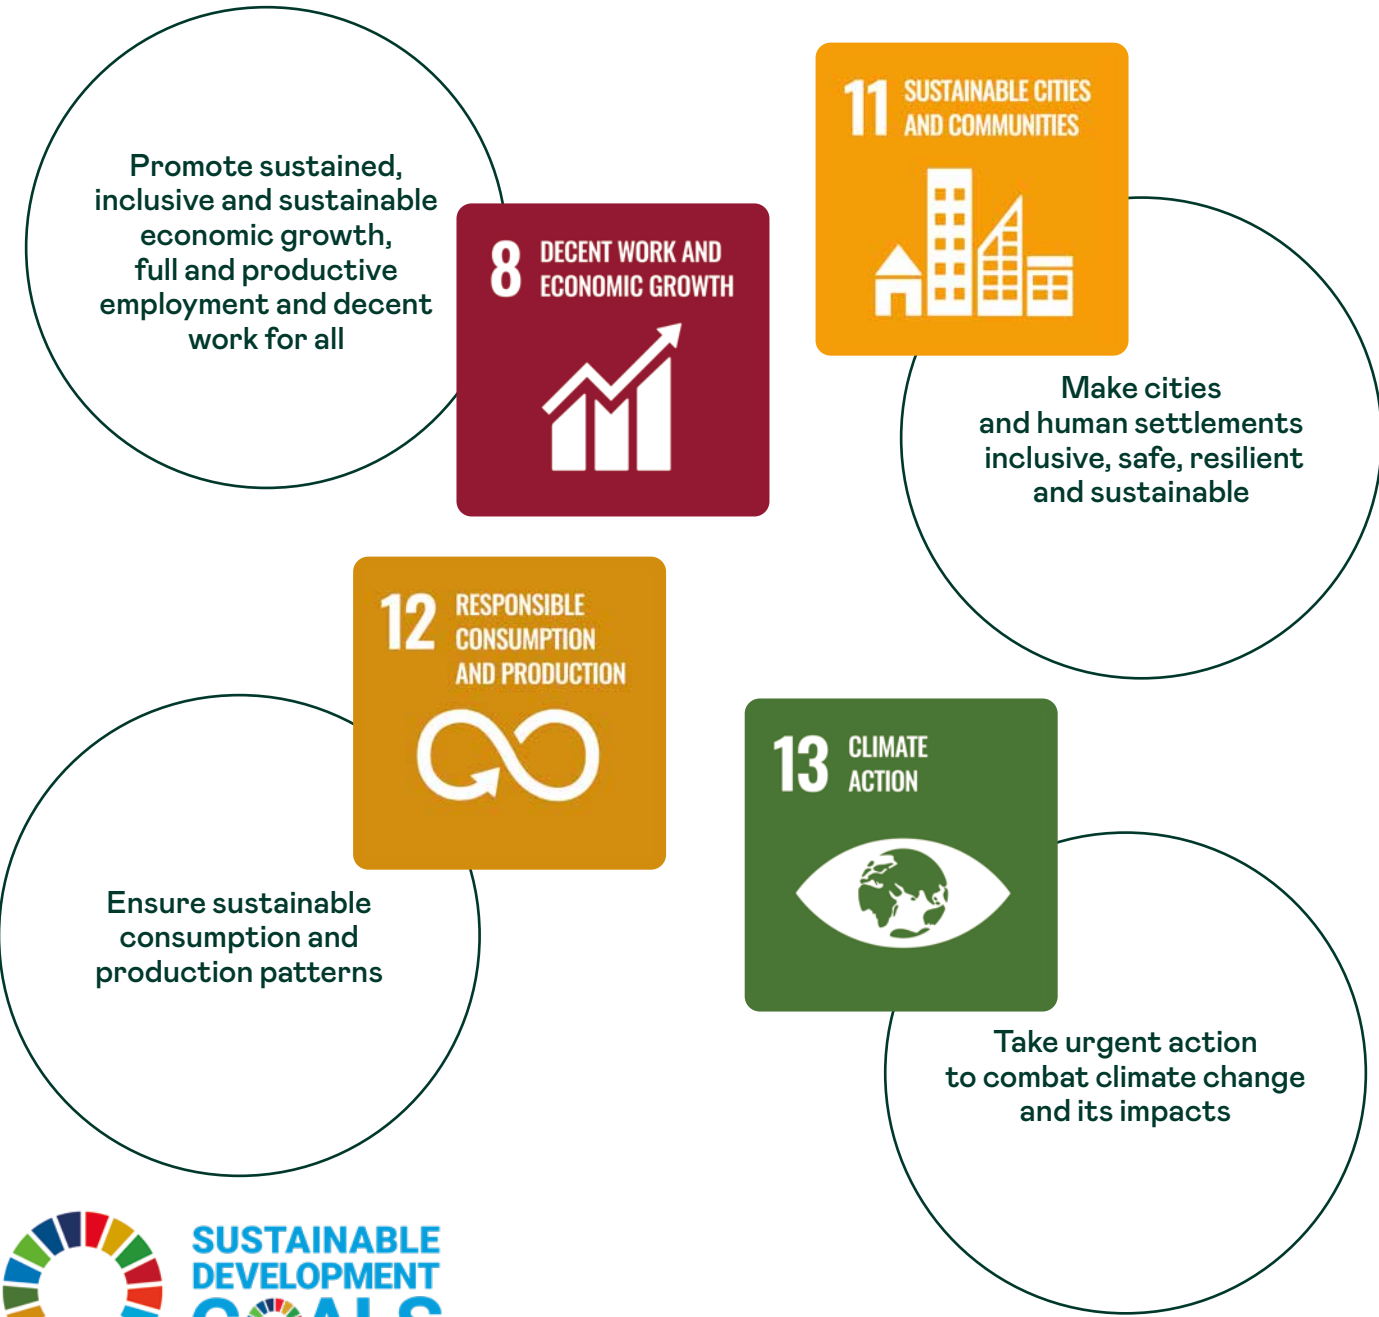 Promote sustained,
inclusive and sustainable
economic growth,
full and productive
employment and decent
work for all
8 DECENT WORK AND
ECONOMIC GROWTH
11 SUSTAINABLE CITIES
AND COMMUNITIES
Make cities
and human settlements
inclusive, safe, resilient
and sustainable
12 RESPONSIBLE
CONSUMPTION
AND PRODUCTION
Ensure sustainable
consumption and
production patterns
13 CLIMATE
ACTION
Take urgent action
to combat climate change
and its impacts
SUSTAINABLE
DEVELOPMENT
GOALS